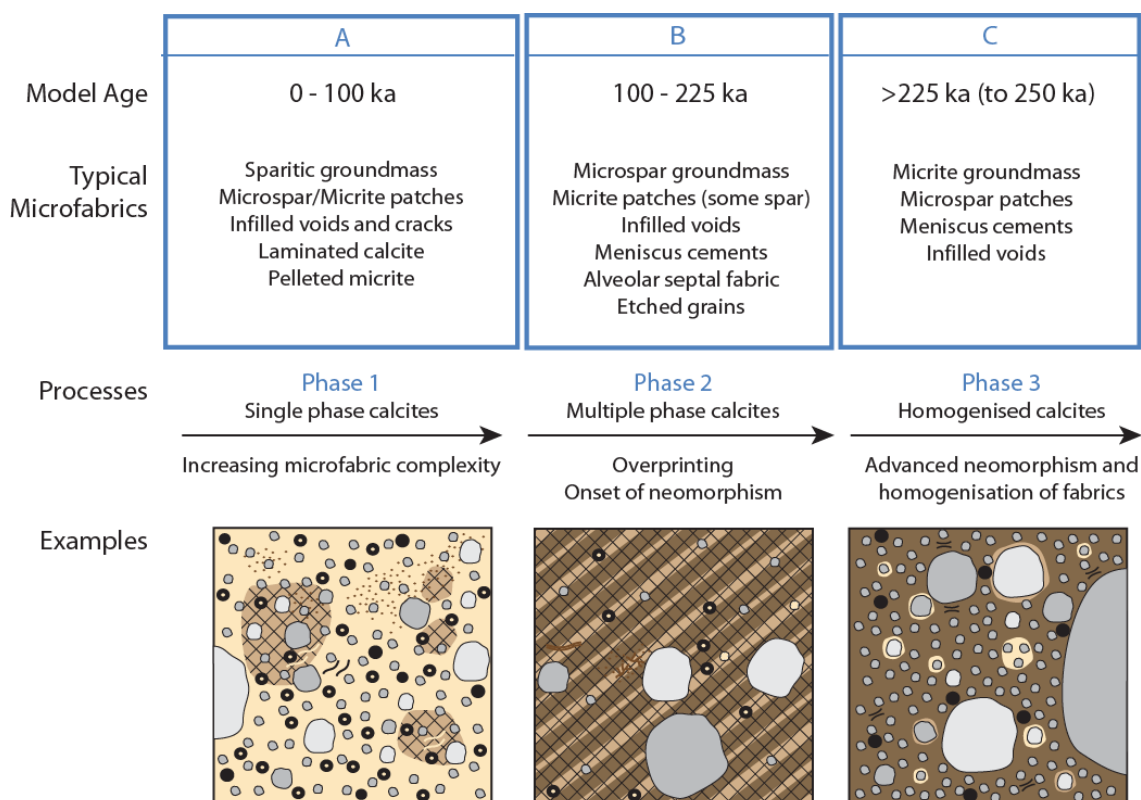 A
B
C
Model Age
0 - 100 ka
100 - 225 ka
>225 ka (to 250 ka)
Typical
Microfabrics
Sparitic groundmass
Microspar/Micrite patches
Infilled voids and cracks
Laminated calcite
Pelleted micrite
Microspar groundmass
Micrite patches (some spar)
Infilled voids
Meniscus cements
Alveolar septal fabric
Etched grains
Micrite groundmass
Microspar patches
Meniscus cements
Infilled voids
Processes
Phase 1
Single phase calcites
Increasing microfabric complexity
Phase 2
Multiple phase calcites
Overprinting
Onset of neomorphism
Phase 3
Homogenised calcites
Advanced neomorphism and
homogenisation of fabrics
Examples